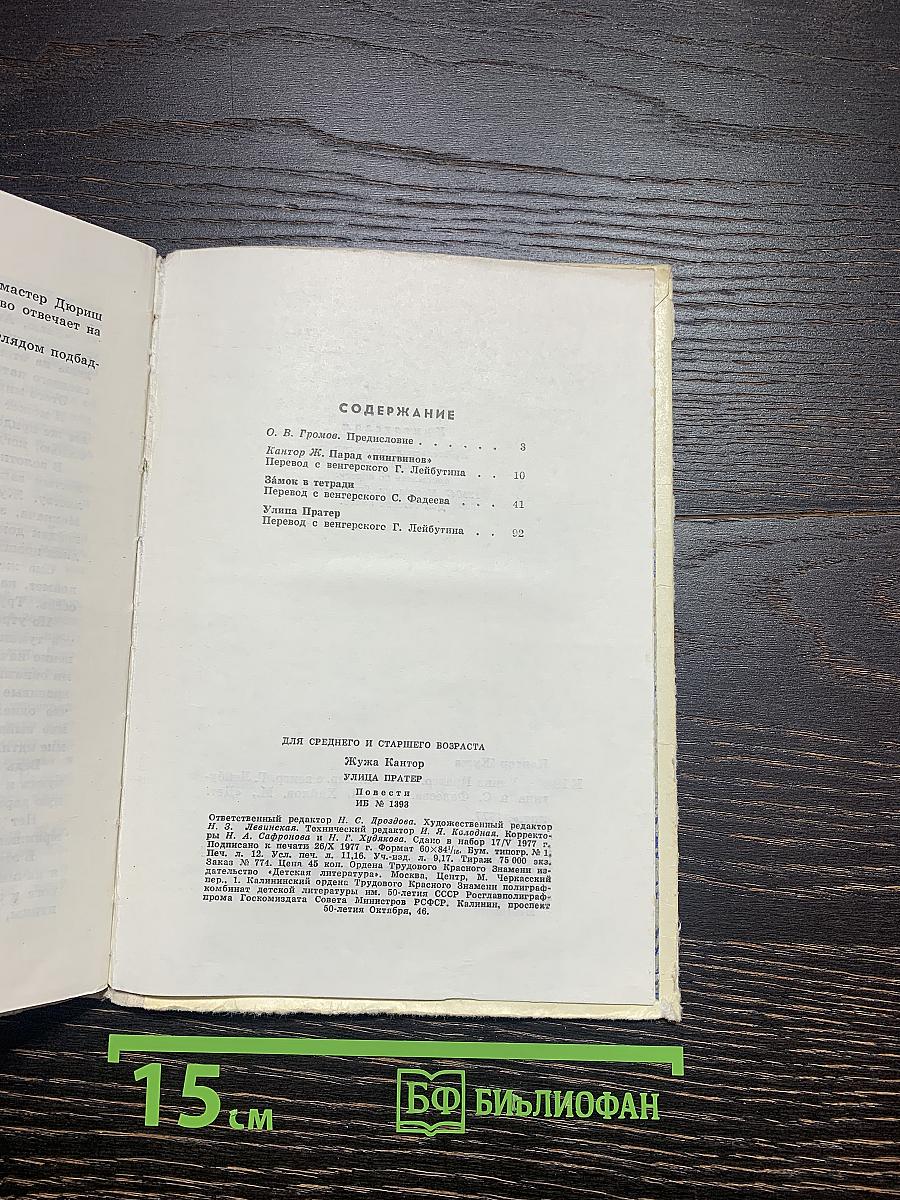 мастер Дюриш
во отвечает на
глядом подбад-
СОДЕРЖАНИЕ
О. В. Громов. Предисловие . . . . . . 3
Кантор Ж. Парад «пингвинов»
Перевод с венгерского Г. Лейбутина . . 10
За́мок в тетради
Перевод с венгерского С. Фадеева . . . 41
Улица Пратер
Перевод с венгерского Г. Лейбутина . . 92
ДЛЯ СРЕДНЕГО И СТАРШЕГО ВОЗРАСТА
Жужа Кантор
УЛИЦА ПРАТЕР
Повести
ИБ № 1393
Ответственный редактор Н. С. Дроздова. Художественный редактор
Н. З. Левинская. Технический редактор И. Я. Колодная. Корректо-
ры Н. А. Сафронова и Н. Г. Худякова. Сдано в набор 17/V 1977 г.
Подписано к печати 26/X 1977 г. Формат 60×84¹/₁₆. Бум. типогр. № 1.
Печ. л. 12. Усл. печ. л. 11,16. Уч.-изд. л. 9,17. Тираж 75 000 экз.
Заказ № 774. Цена 45 коп. Ордена Трудового Красного Знамени из-
дательство «Детская литература». Москва, Центр, М. Черкасский
пер., 1. Калининский ордена Трудового Красного Знамени полиграф-
комбинат детской литературы им. 50-летия СССР Росглавполиграф-
прома Госкомиздата Совета Министров РСФСР. Калинин, проспект
50-летия Октября, 46.
15 см
БФ БИБЛИОФАН